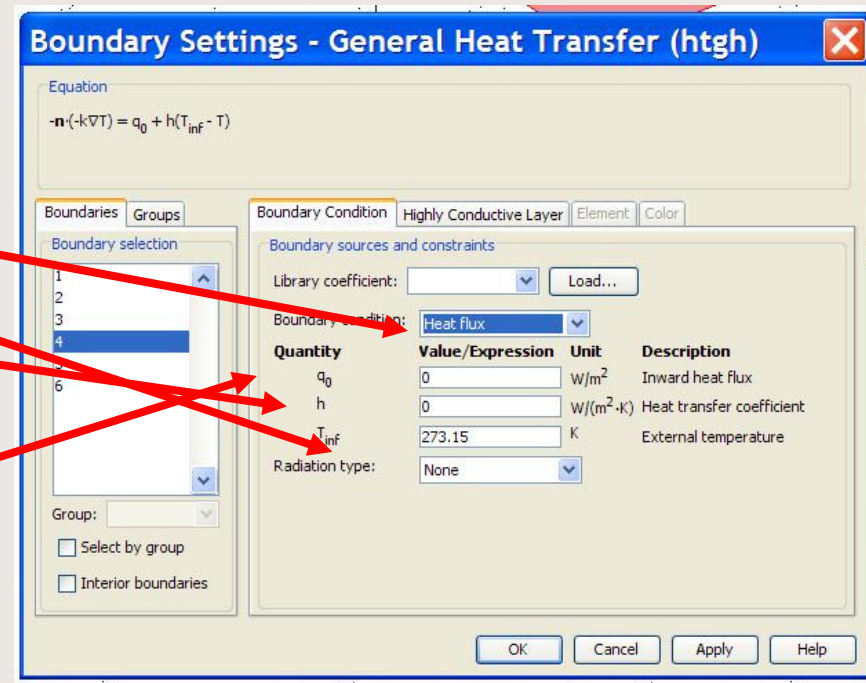 Boundary Settings - General Heat Transfer (htgh)
Equation
-n·(-k∇T) = q0 + h(Tinf - T)
Boundaries Groups
Boundary selection
1
2
3
4
5
6
Group:
Select by group
Interior boundaries
Boundary Condition Highly Conductive Layer Element Color
Boundary sources and constraints
Library coefficient: Load...
Boundary condition: Heat flux
Quantity Value/Expression Unit Description
q0 0 W/m2 Inward heat flux
h 0 W/(m2·K) Heat transfer coefficient
Tinf 273.15 K External temperature
Radiation type: None
OK Cancel Apply Help